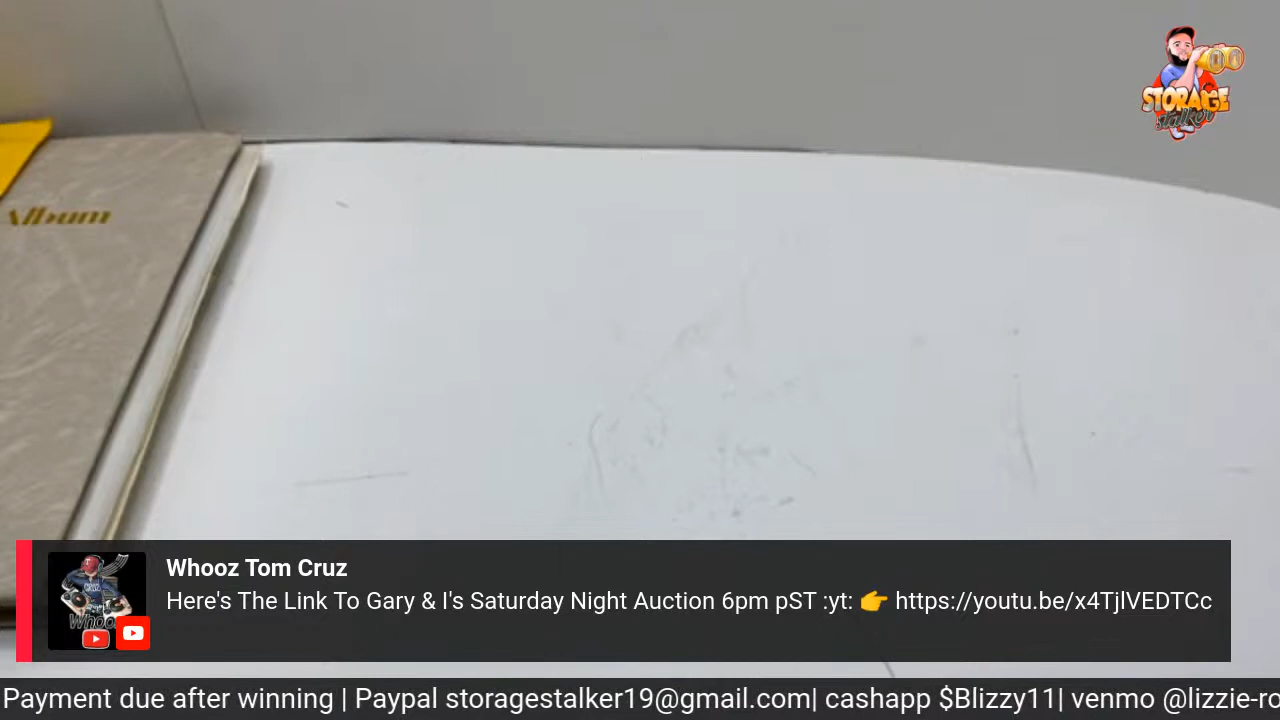 STORAGE
stalker
Album
Whooz Tom Cruz
Here's The Link To Gary & I's Saturday Night Auction 6pm pST :yt: 👉 https://youtu.be/x4TjlVEDTCc
Payment due after winning | Paypal storagestalker19@gmail.com| cashapp $Blizzy11| venmo @lizzie-ro